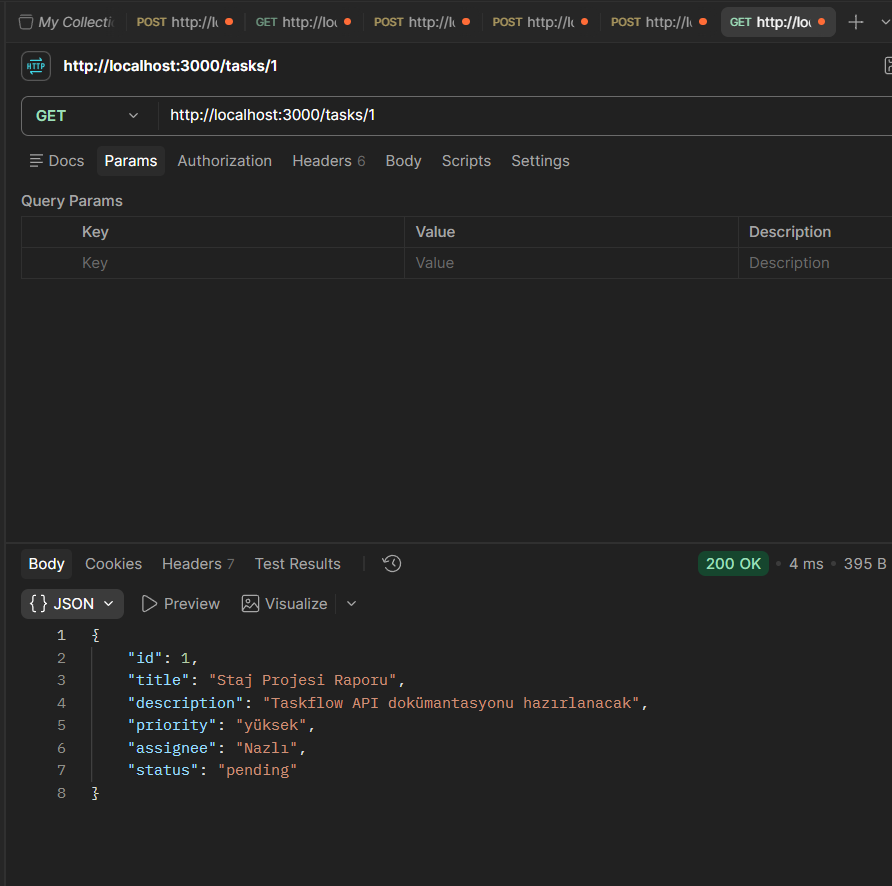 My Collecti POST http://l GET http://lo POST http://l POST http://l POST http://l GET http://lo
HTTP http://localhost:3000/tasks/1
GET http://localhost:3000/tasks/1
Docs Params Authorization Headers 6 Body Scripts Settings
Query Params
Key Value Description
Key Value Description
Body Cookies Headers 7 Test Results 200 OK • 4 ms • 395 B
{} JSON Preview Visualize
1 {
2 "id": 1,
3 "title": "Staj Projesi Raporu",
4 "description": "Taskflow API dokümantasyonu hazırlanacak",
5 "priority": "yüksek",
6 "assignee": "Nazlı",
7 "status": "pending"
8 }